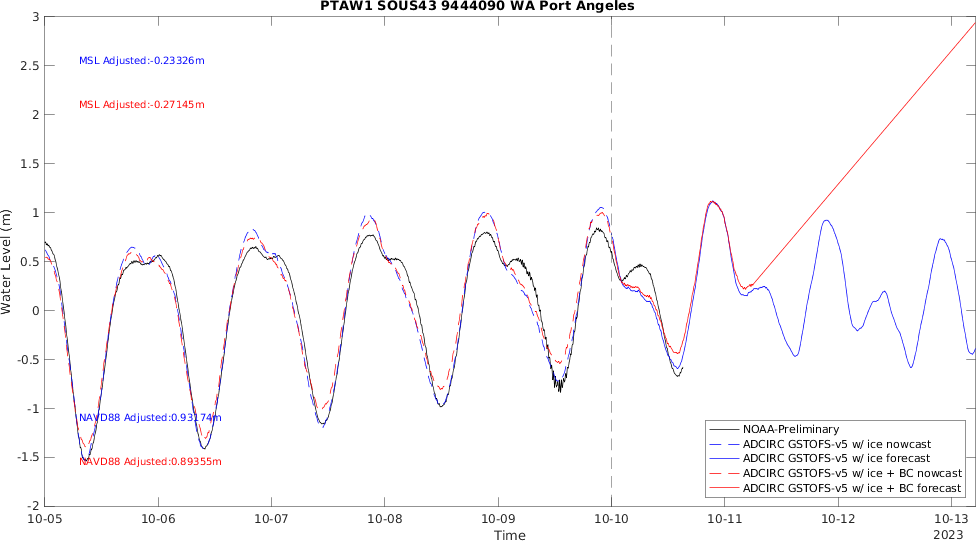 PTAW1 SOUS43 9444090 WA Port Angeles
Water Level (m)
3
2.5
2
1.5
1
0.5
0
-0.5
-1
-1.5
-2
MSL Adjusted:-0.23326m
MSL Adjusted:-0.27145m
NAVD88 Adjusted:0.93174m
NAVD88 Adjusted:0.89355m
NOAA-Preliminary
ADCIRC GSTOFS-v5 w/ ice nowcast
ADCIRC GSTOFS-v5 w/ ice forecast
ADCIRC GSTOFS-v5 w/ ice + BC nowcast
ADCIRC GSTOFS-v5 w/ ice + BC forecast
10-05 10-06 10-07 10-08 10-09 10-10 10-11 10-12 10-13
Time
2023